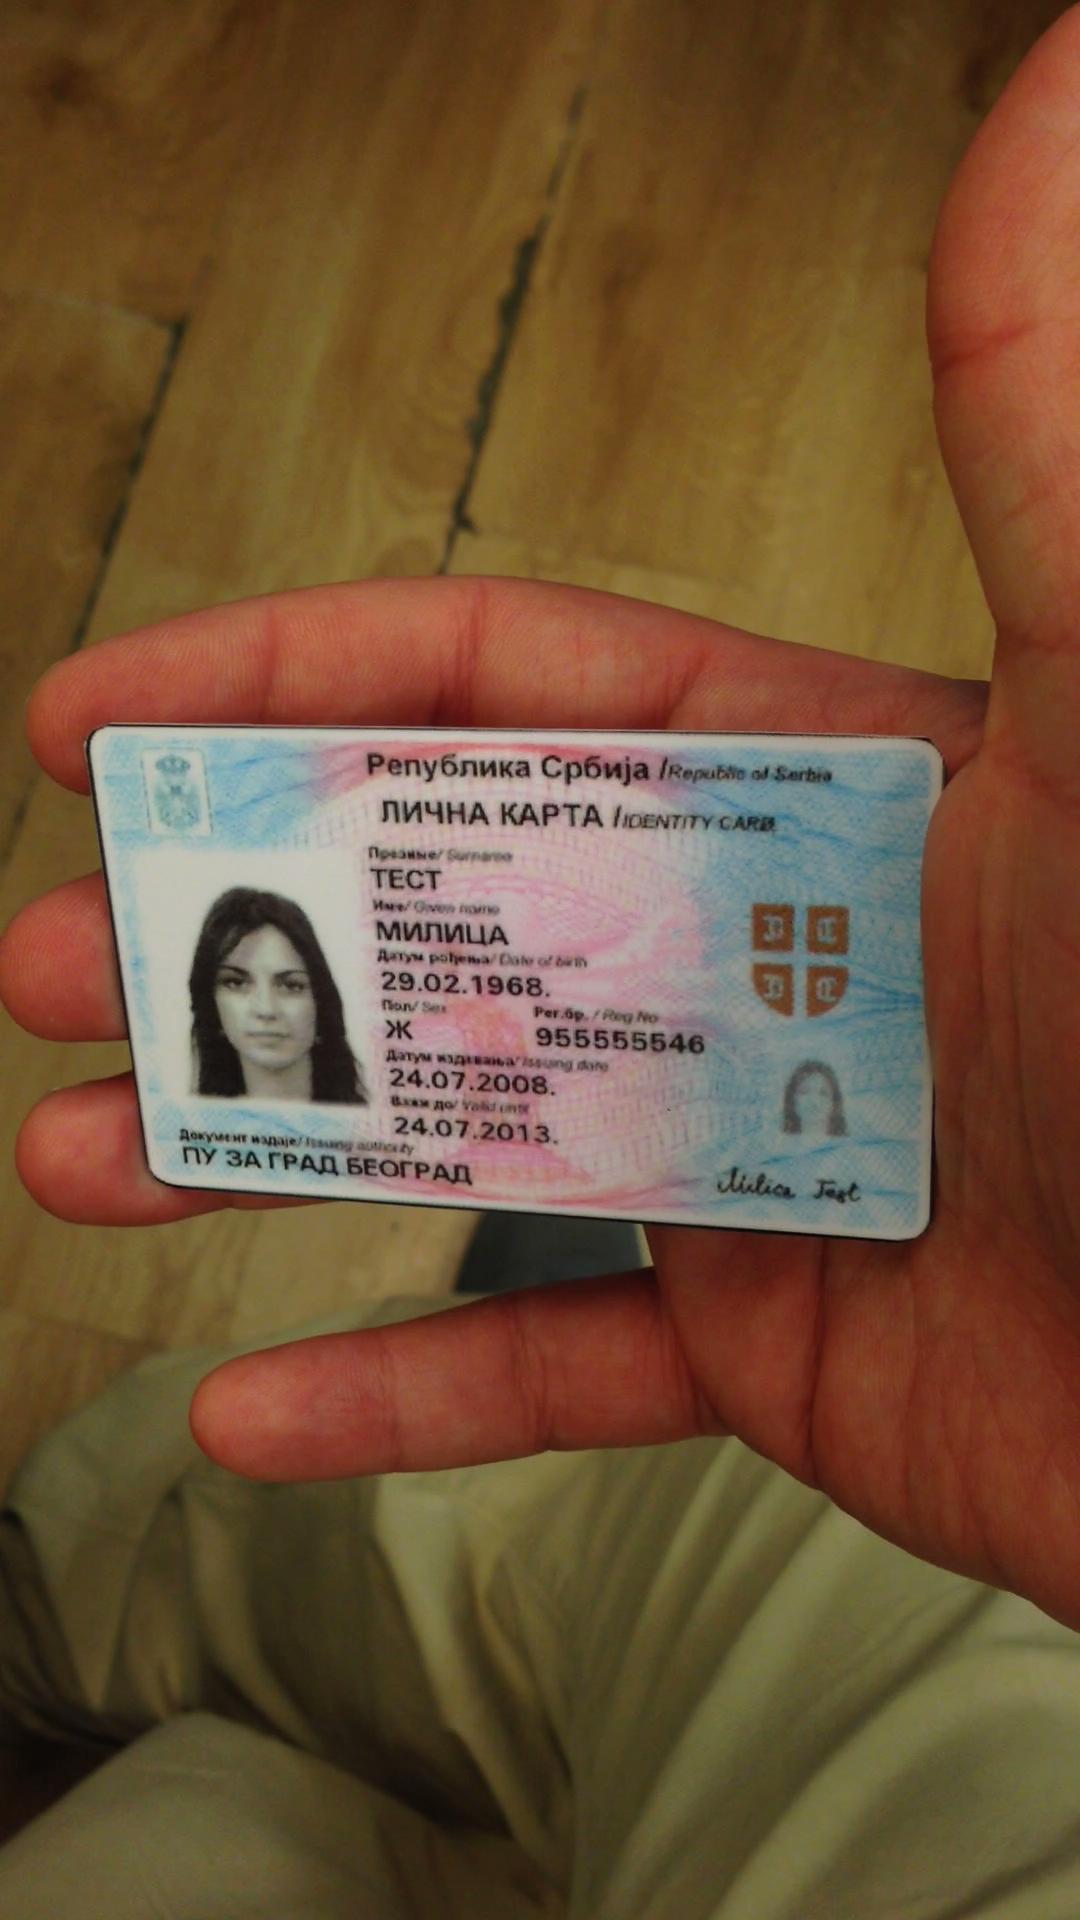 Република Србија /Republic of Serbia
ЛИЧНА КАРТА /IDENTITY CARD
Презиме/ Surname
ТЕСТ
Име/ Given name
МИЛИЦА
Датум рођења/ Date of birth
29.02.1968.
Пол/ Sex Рег.бр. / Reg No
Ж 955555546
Датум издавања/ Issuing date
24.07.2008.
Важи до/ Valid until
24.07.2013.
Документ издаје/ Issuing authority
ПУ ЗА ГРАД БЕОГРАД
Milica Test